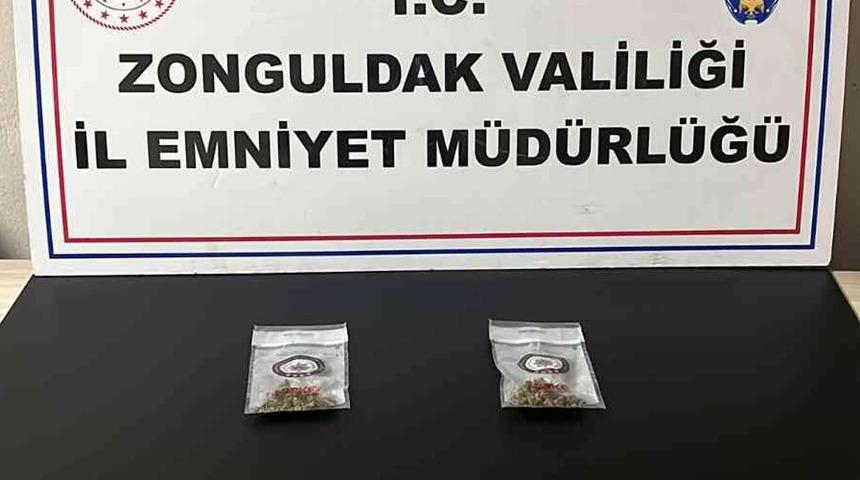 T.C.
ZONGULDAK VALİLİĞİ
İL EMNİYET MÜDÜRLÜĞÜ